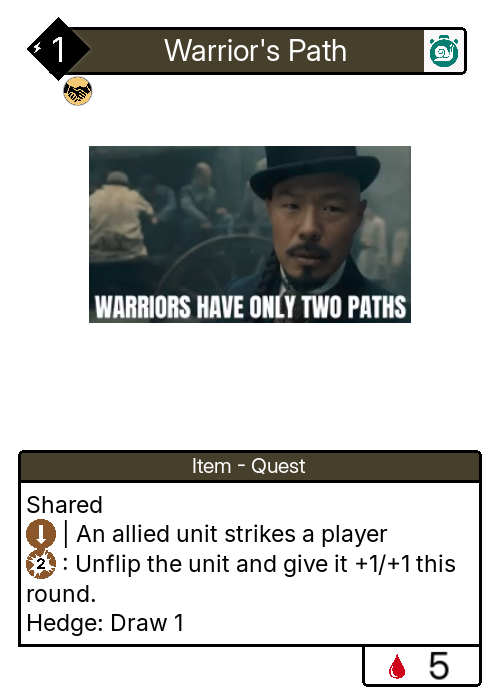 1
Warrior's Path
WARRIORS HAVE ONLY TWO PATHS
Item - Quest
Shared
| An allied unit strikes a player
2 : Unflip the unit and give it +1/+1 this
round.
Hedge: Draw 1
5